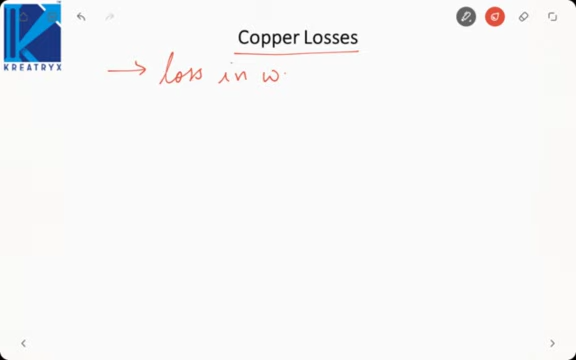 Copper Losses
KREATRYX
→ loss in w